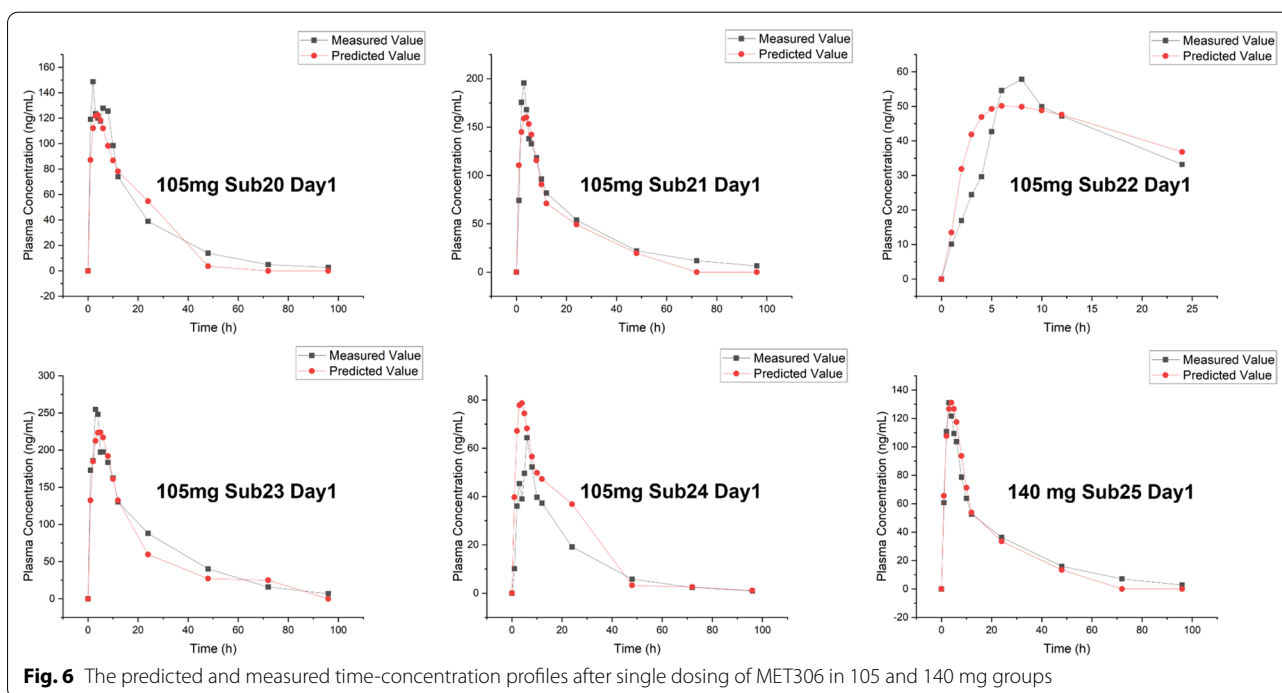 Measured Value
Predicted Value
160
140
120
100
80
60
40
20
0
-20
Plasma Concentration (ng/mL)
105mg Sub20 Day1
0 20 40 60 80 100
Time (h)
Measured Value
Predicted Value
200
150
100
50
0
Plasma Concentration (ng/mL)
105mg Sub21 Day1
0 20 40 60 80 100
Time (h)
Measured Value
Predicted Value
60
50
40
30
20
10
0
Plasma Concentration (ng/mL)
105mg Sub22 Day1
0 5 10 15 20 25
Time (h)
Measured Value
Predicted Value
300
250
200
150
100
50
0
Plasma Concentration (ng/mL)
105mg Sub23 Day1
0 20 40 60 80 100
Time (h)
Measured Value
Predicted Value
80
60
40
20
0
Plasma Concentration (ng/mL)
105mg Sub24 Day1
0 20 40 60 80 100
Time (h)
Measured Value
Predicted Value
140
120
100
80
60
40
20
0
-20
Plasma Concentration (ng/mL)
140 mg Sub25 Day1
0 20 40 60 80 100
Time (h)
Fig. 6 The predicted and measured time-concentration profiles after single dosing of MET306 in 105 and 140 mg groups